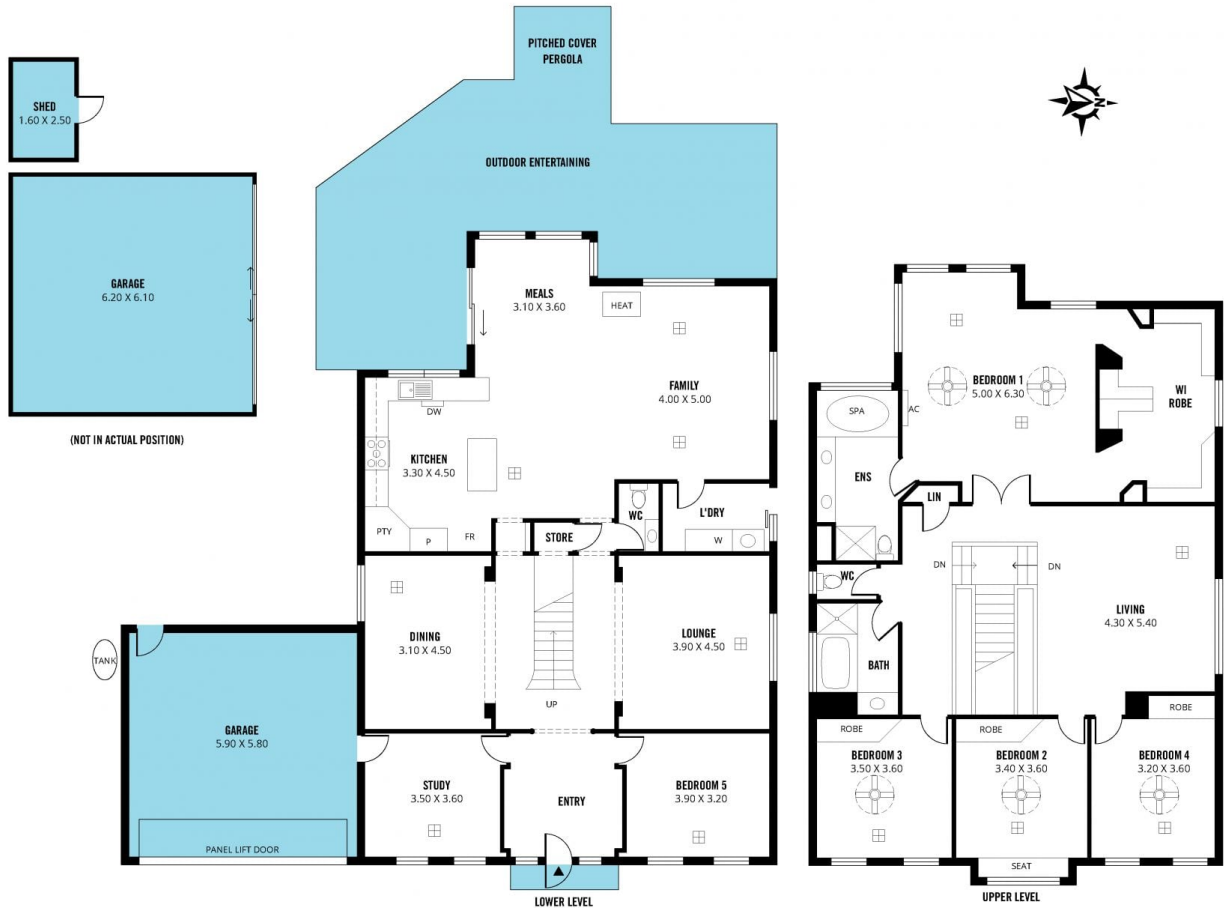 PITCHED COVER
PERGOLA
SHED
1.60 X 2.50
N
OUTDOOR ENTERTAINING
GARAGE
6.20 X 6.10
(NOT IN ACTUAL POSITION)
MEALS
3.10 X 3.60
HEAT
DW
FAMILY
4.00 X 5.00
KITCHEN
3.30 X 4.50
PTY
P
FR
STORE
WC
L'DRY
W
DINING
3.10 X 4.50
LOUNGE
3.90 X 4.50
UP
TANK
GARAGE
5.90 X 5.80
PANEL LIFT DOOR
STUDY
3.50 X 3.60
ENTRY
BEDROOM 5
3.90 X 3.20
LOWER LEVEL
BEDROOM 1
5.00 X 6.30
WI
ROBE
SPA
AC
ENS
LIN
WC
DN
DN
LIVING
4.30 X 5.40
BATH
ROBE
BEDROOM 3
3.50 X 3.60
ROBE
BEDROOM 2
3.40 X 3.60
ROBE
BEDROOM 4
3.20 X 3.60
SEAT
UPPER LEVEL